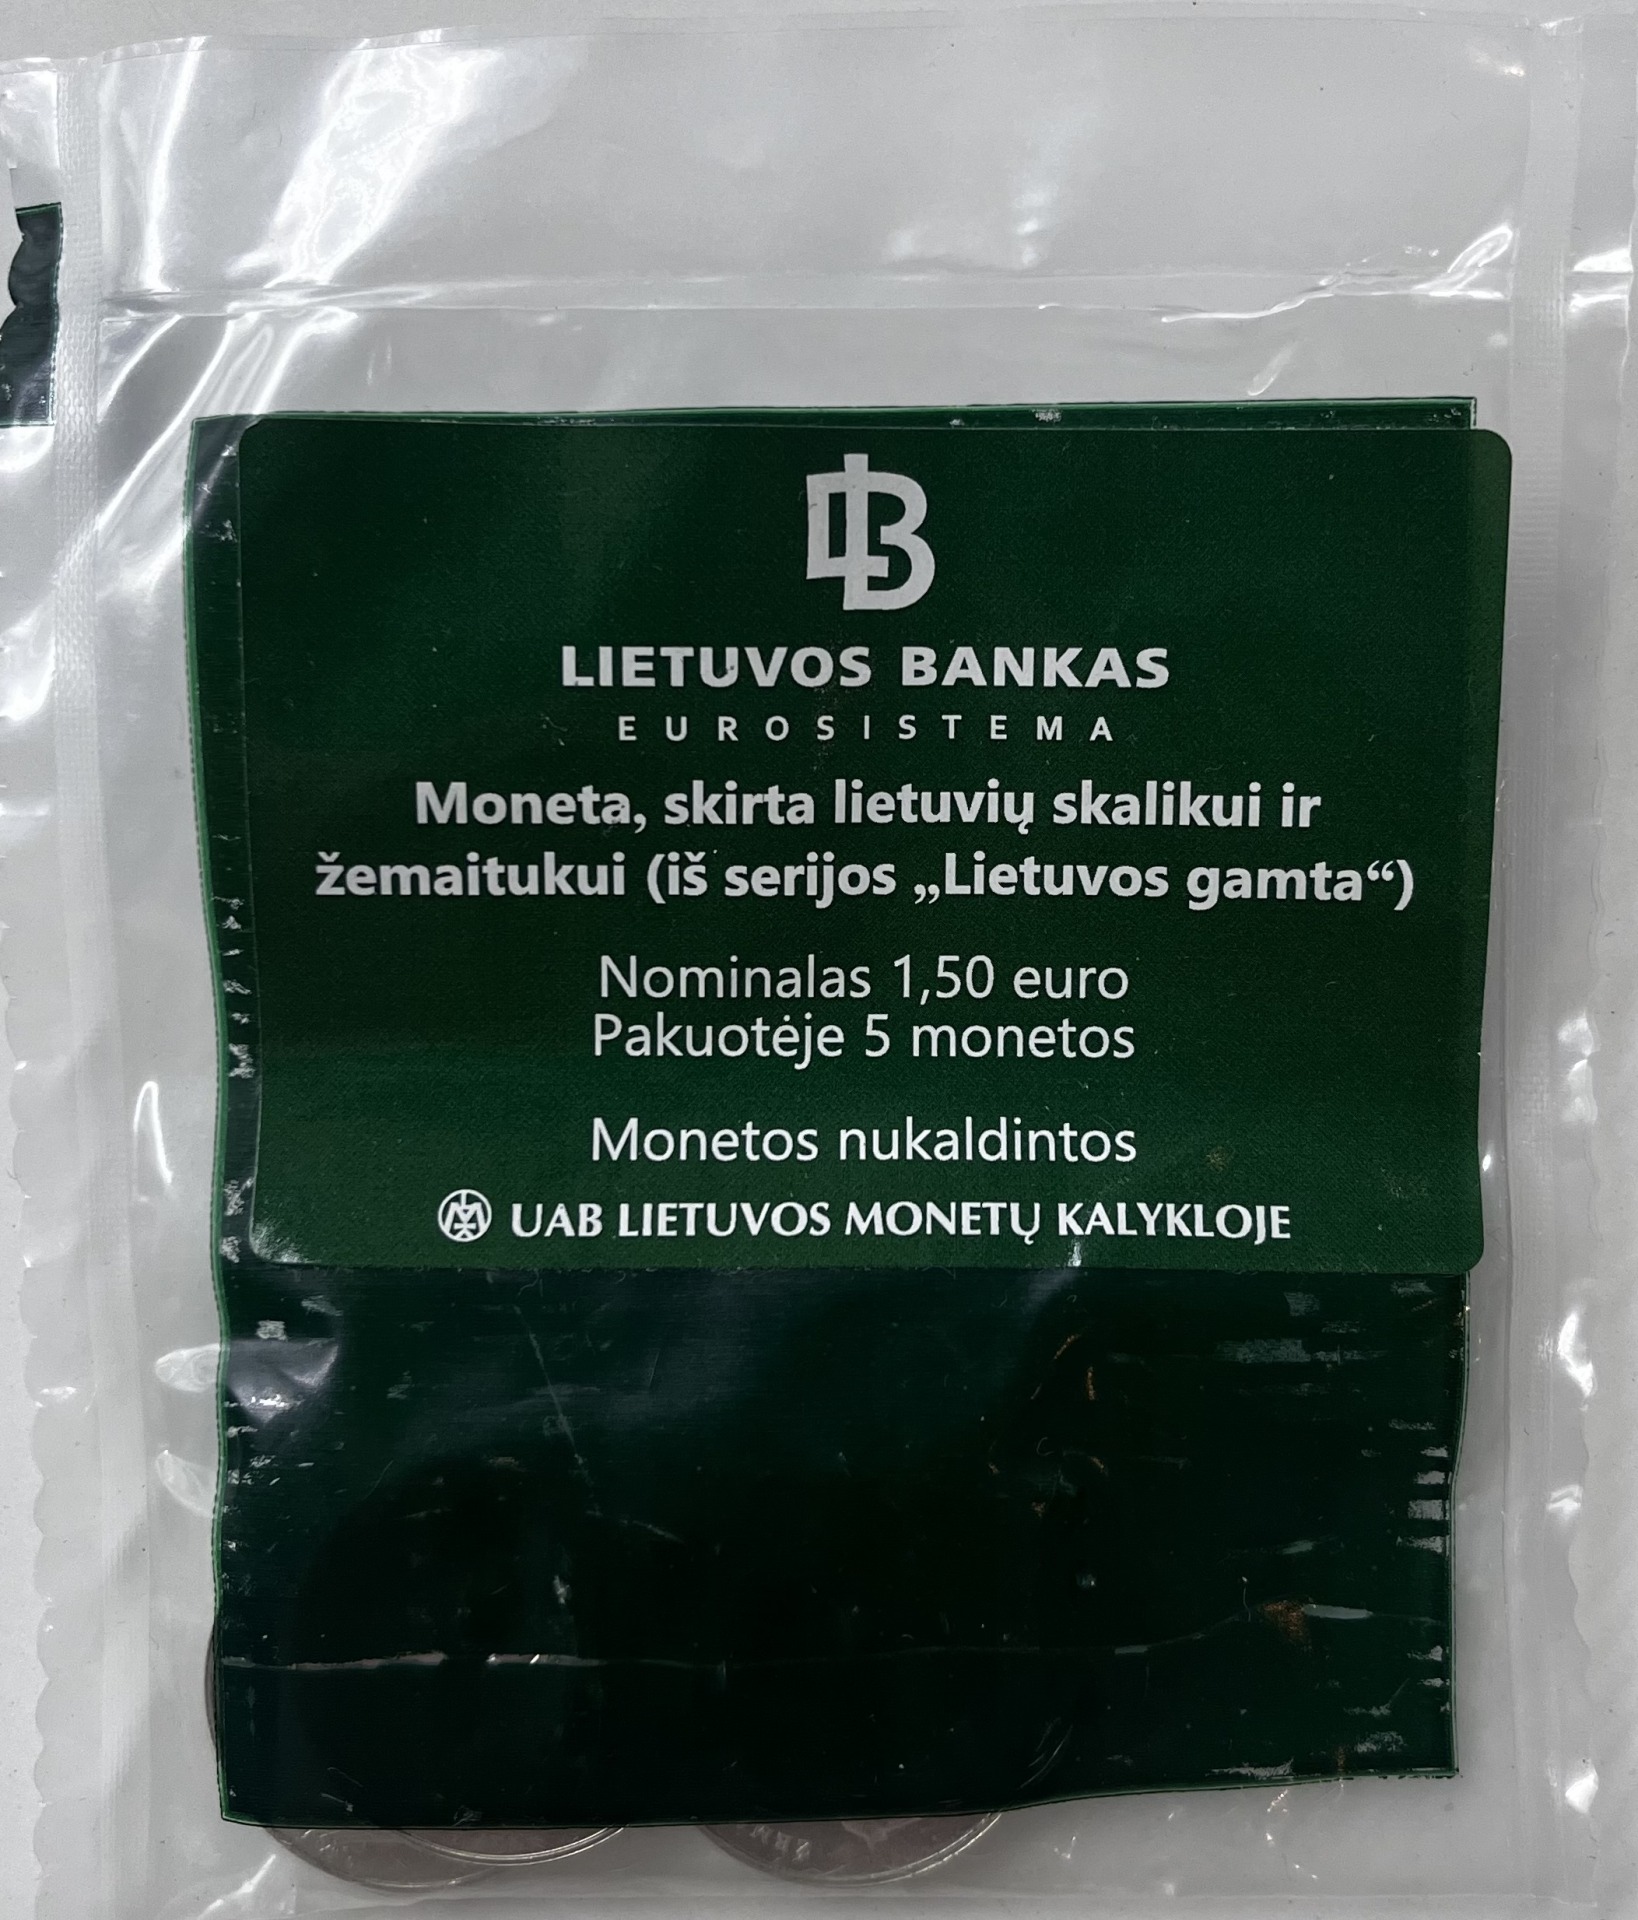 LIETUVOS BANKAS
EUROSISTEMA
Moneta, skirta lietuvių skalikui ir
žemaitukui (iš serijos „Lietuvos gamta“)
Nominalas 1,50 euro
Pakuotėje 5 monetos
Monetos nukaldintos
UAB LIETUVOS MONETŲ KALYKLOJE